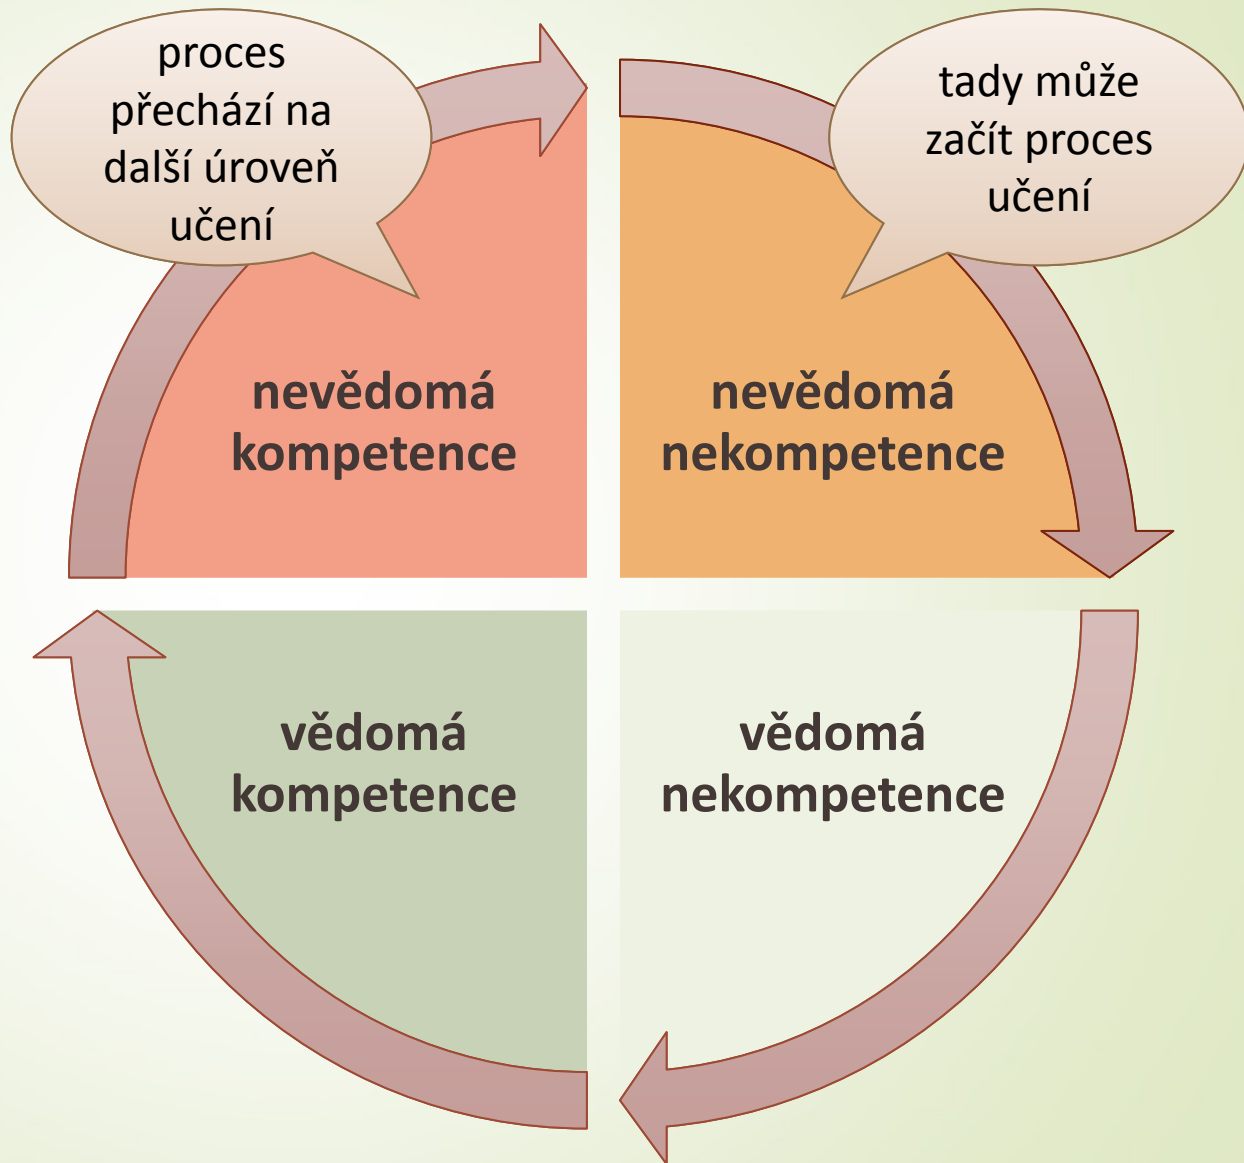 proces
přechází na
další úroveň
učení
tady může
začít proces
učení
nevědomá
kompetence
nevědomá
nekompetence
vědomá
kompetence
vědomá
nekompetence